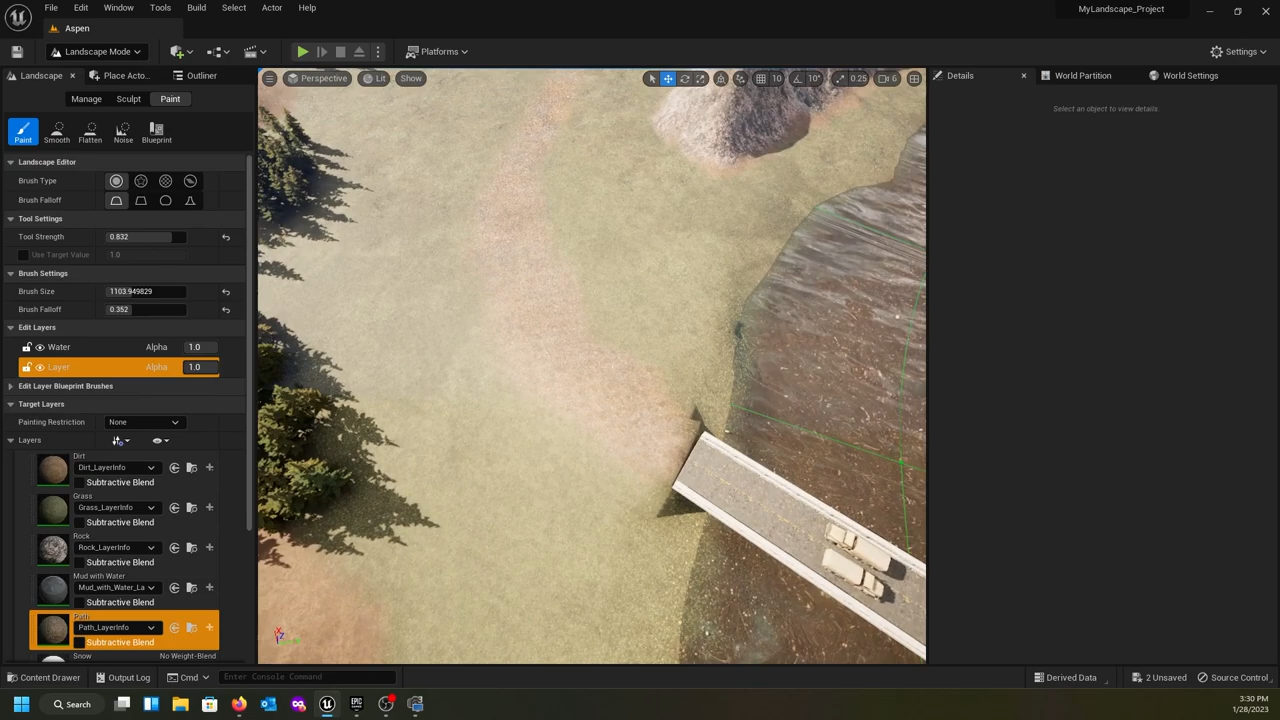 File Edit Window Tools Build Select Actor Help
MyLandscape_Project
Aspen
Landscape Mode
Platforms
Settings
Landscape
Place Acto...
Outliner
Perspective
Lit
Show
10
10°
0.25
6
Details
World Partition
World Settings
Manage Sculpt Paint
Select an object to view details.
Paint Smooth Flatten Noise Blueprint
Landscape Editor
Brush Type
Brush Falloff
Tool Settings
Tool Strength 0.832
Use Target Value 1.0
Brush Settings
Brush Size 1103.949829
Brush Falloff 0.352
Edit Layers
Water Alpha 1.0
Layer Alpha 1.0
Edit Layer Blueprint Brushes
Target Layers
Painting Restriction None
Layers
Dirt
Dirt_LayerInfo
Subtractive Blend
Grass
Grass_LayerInfo
Subtractive Blend
Rock
Rock_LayerInfo
Subtractive Blend
Mud with Water
Mud_with_Water_La
Subtractive Blend
Path
Path_LayerInfo
Subtractive Blend
Snow No Weight-Blend
X
Z
Content Drawer
Output Log
Cmd
Enter Console Command
Derived Data
2 Unsaved
Source Control
Search
EPIC GAMES
3:30 PM
1/28/2023